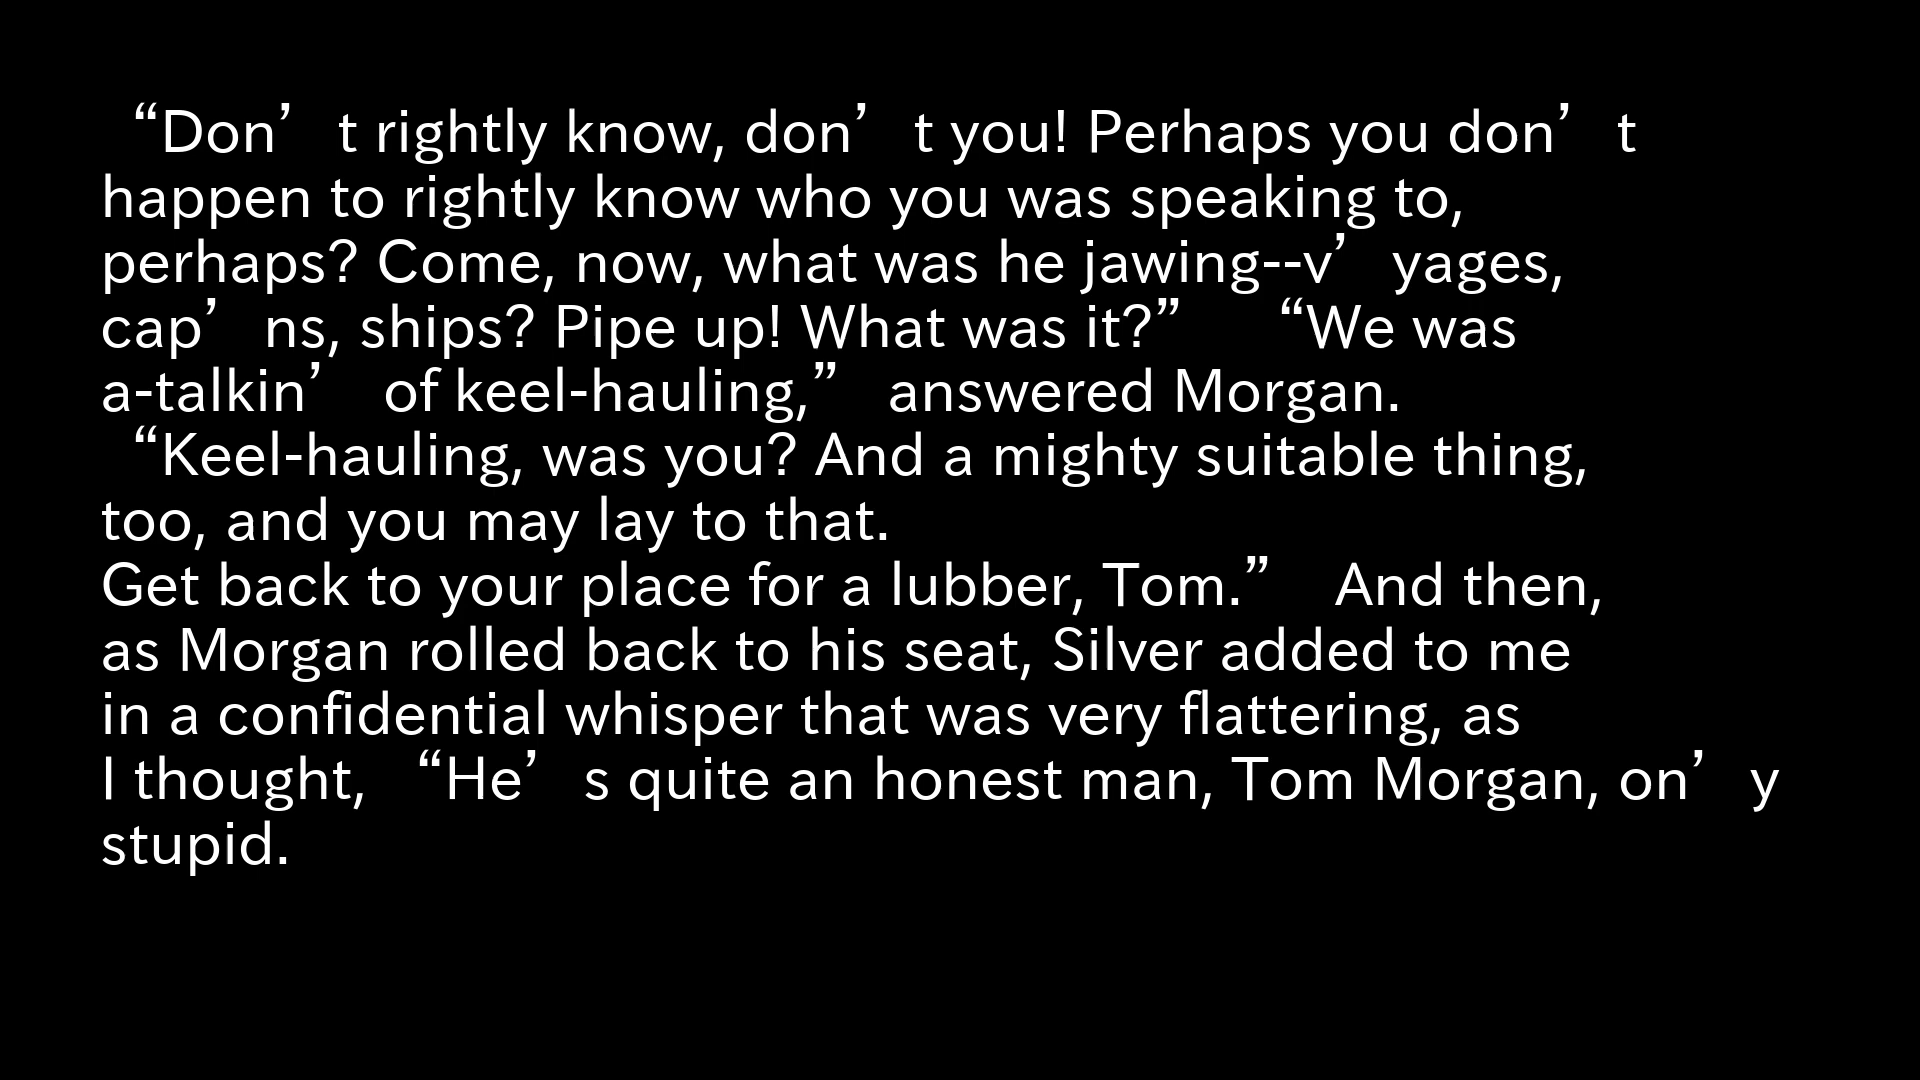 “Don’t rightly know, don’t you! Perhaps you don’t
happen to rightly know who you was speaking to,
perhaps? Come, now, what was he jawing--v’yages,
cap’ns, ships? Pipe up! What was it?” “We was
a-talkin’ of keel-hauling,” answered Morgan.
“Keel-hauling, was you? And a mighty suitable thing,
too, and you may lay to that.
Get back to your place for a lubber, Tom.” And then,
as Morgan rolled back to his seat, Silver added to me
in a confidential whisper that was very flattering, as
I thought, “He’s quite an honest man, Tom Morgan, on’y
stupid.